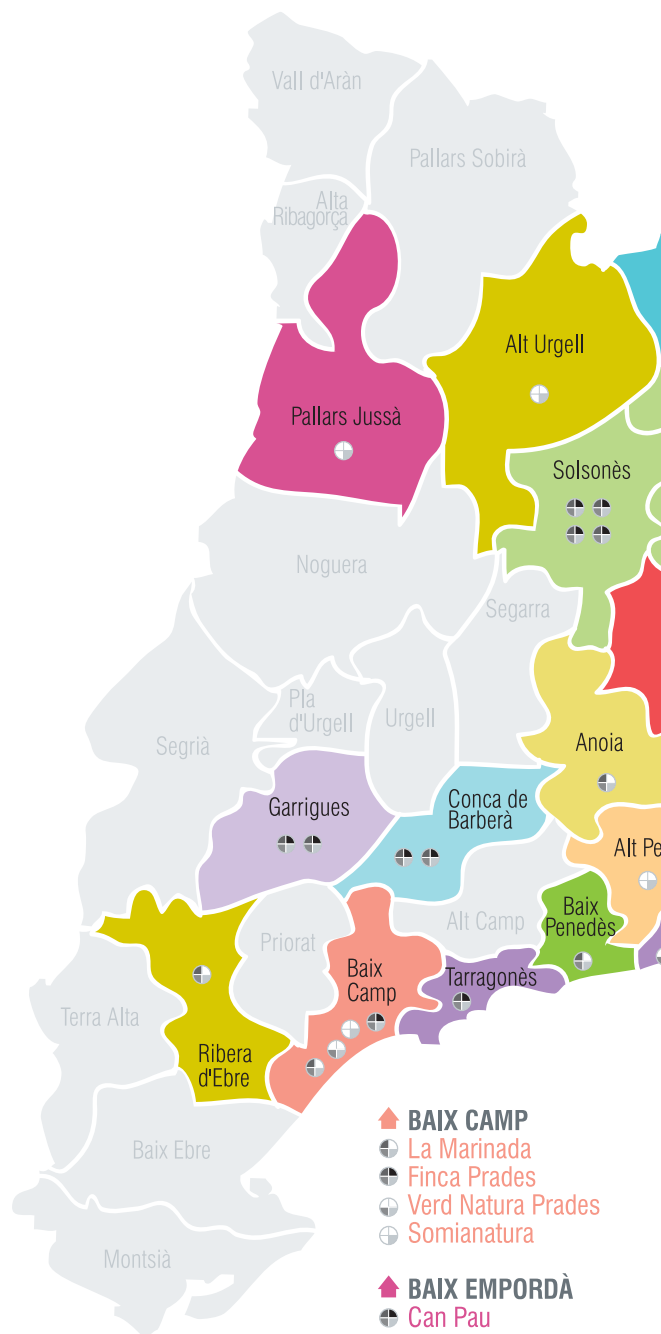 Vall d'Aràn
Pallars Sobirà
Alta
Ribagorça
Alt Urgell
Pallars Jussà
Solsonès
Noguera
Segarra
Pla
d'Urgell
Urgell
Segrià
Anoia
Garrigues
Conca de
Barberà
Alt Pe
Baix
Penedès
Alt Camp
Priorat
Baix
Camp
Tarragonès
Terra Alta
Ribera
d'Ebre
Baix Ebre
Montsià
BAIX CAMP
La Marinada
Finca Prades
Verd Natura Prades
Somianatura
BAIX EMPORDÀ
Can Pau